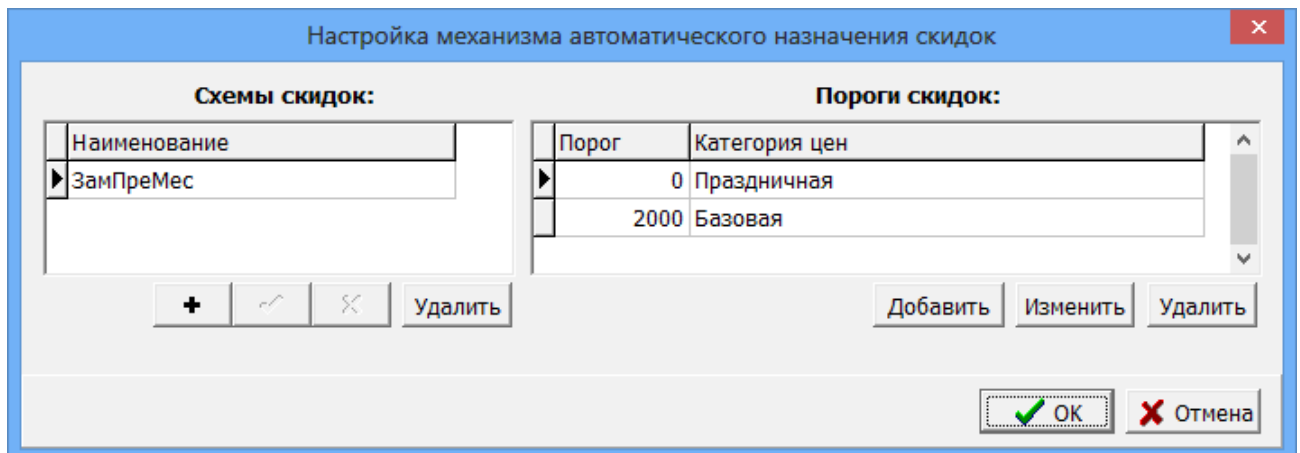 Настройка механизма автоматического назначения скидок
Схемы скидок:
Пороги скидок:
Наименование
ЗамПреМес
Порог Категория цен
0 Праздничная
2000 Базовая
Удалить
Добавить Изменить Удалить
OK Отмена